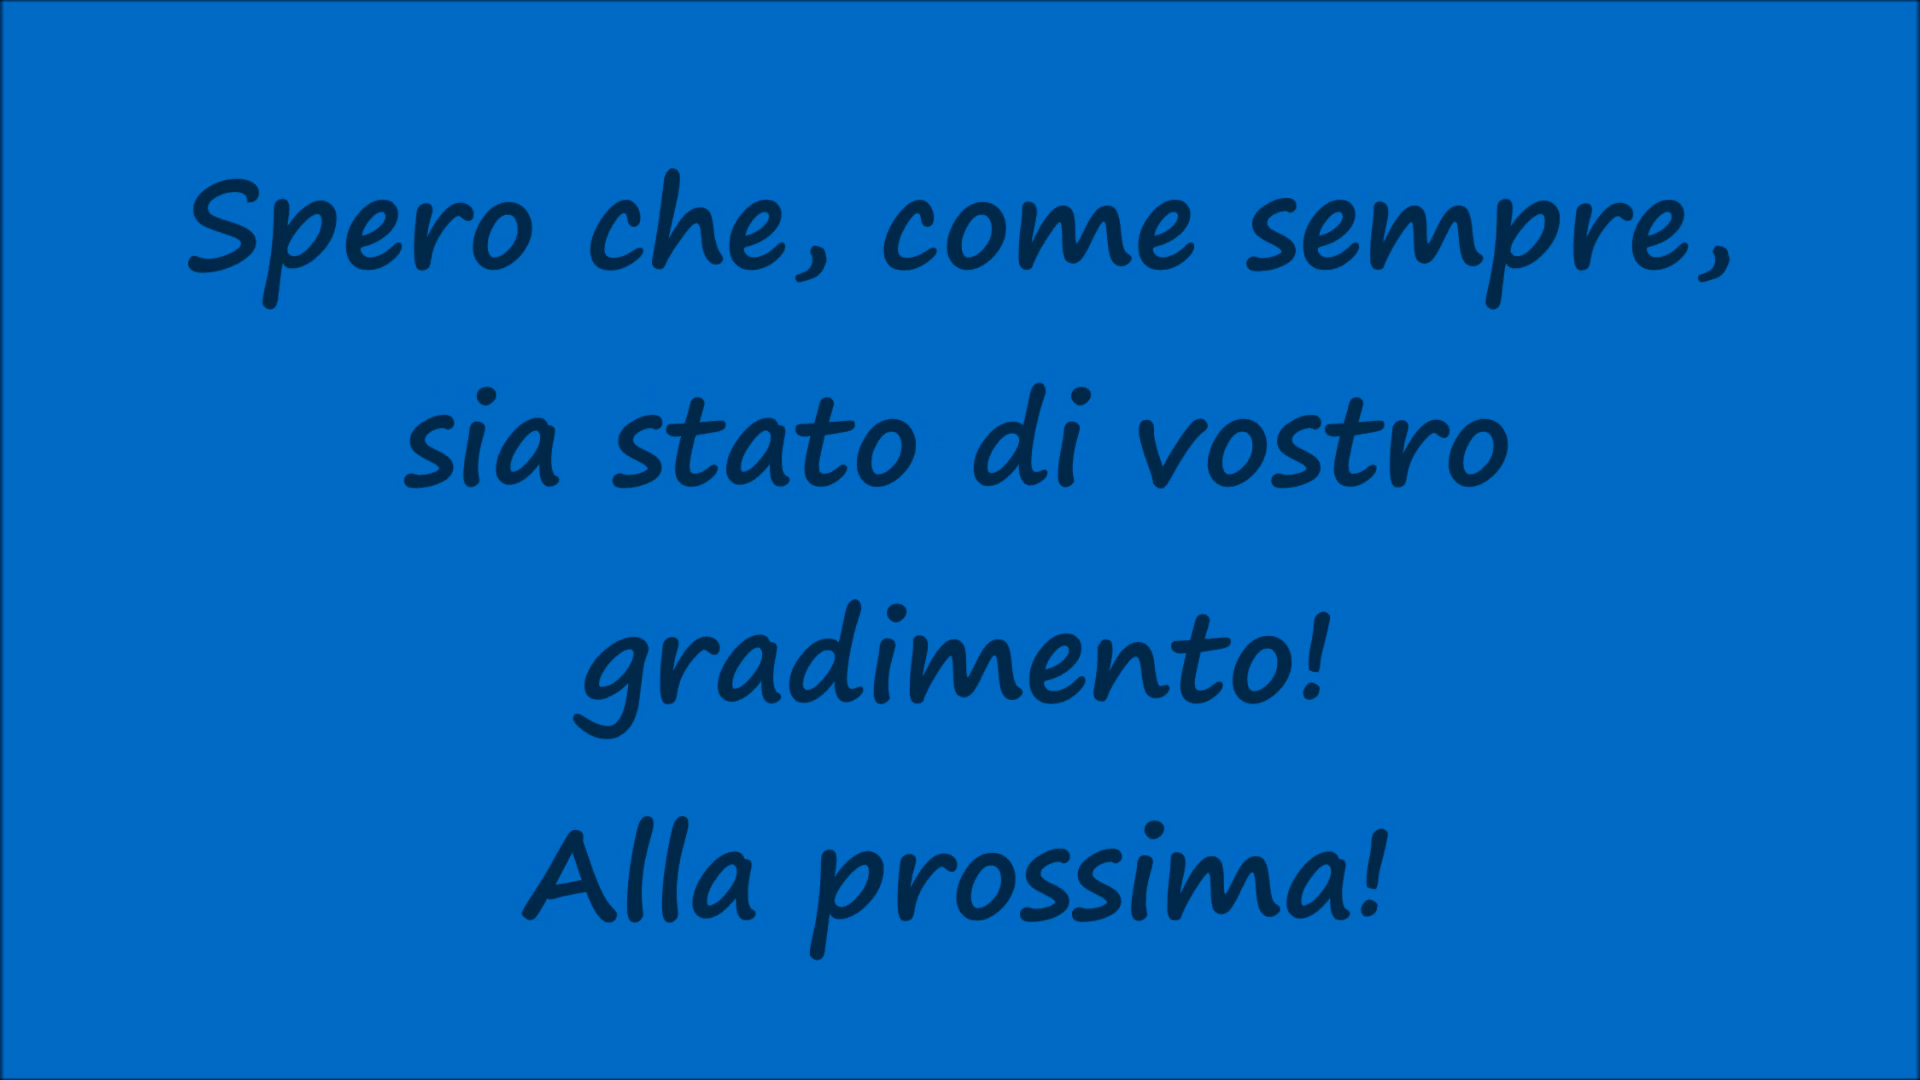 Spero che, come sempre,
sia stato di vostro
gradimento!
Alla prossima!